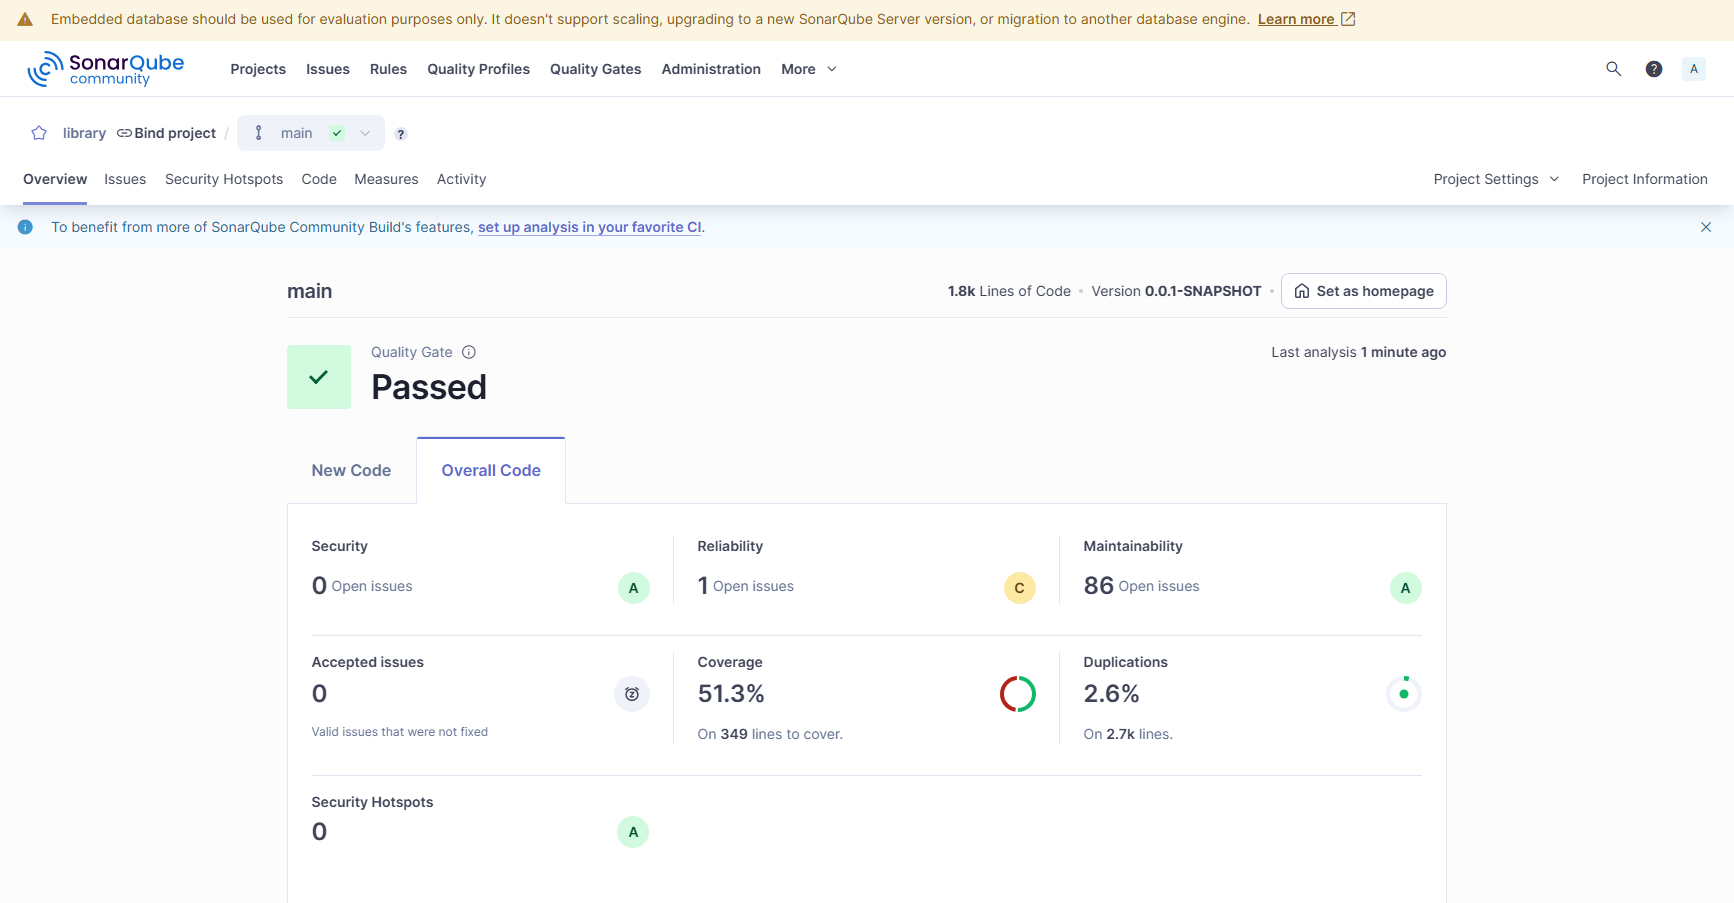 Embedded database should be used for evaluation purposes only. It doesn't support scaling, upgrading to a new SonarQube Server version, or migration to another database engine. Learn more
SonarQube community
Projects Issues Rules Quality Profiles Quality Gates Administration More
? A
library Bind project / main ?
Overview Issues Security Hotspots Code Measures Activity Project Settings Project Information
To benefit from more of SonarQube Community Build's features, set up analysis in your favorite CI.
main
1.8k Lines of Code • Version 0.0.1-SNAPSHOT • Set as homepage
Quality Gate
Passed
Last analysis 1 minute ago
New Code Overall Code
Security
0 Open issues A
Reliability
1 Open issues C
Maintainability
86 Open issues A
Accepted issues
0
Valid issues that were not fixed
Coverage
51.3%
On 349 lines to cover.
Duplications
2.6%
On 2.7k lines.
Security Hotspots
0 A